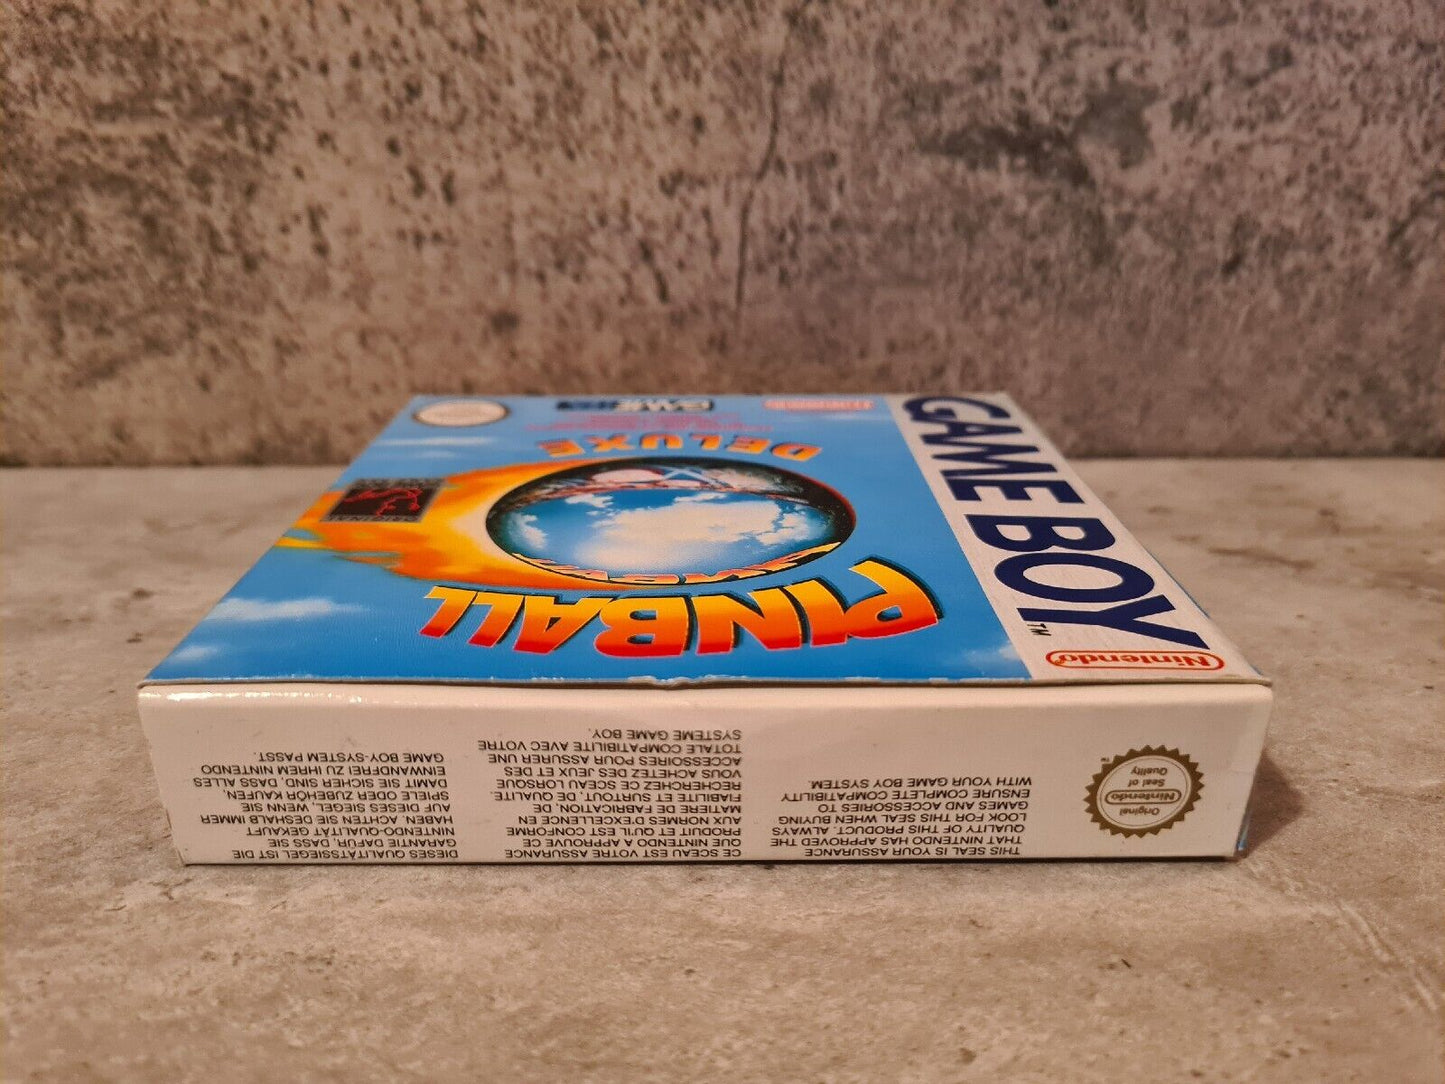 GAME BOY™
Nintendo
PINBALL
DELUXE
GAME BOY
THIS SEAL IS YOUR ASSURANCE
THAT NINTENDO HAS APPROVED THE
QUALITY OF THIS PRODUCT. ALWAYS
LOOK FOR THIS SEAL WHEN BUYING
GAMES AND ACCESSORIES TO
ENSURE COMPLETE COMPATIBILITY
WITH YOUR GAME BOY SYSTEM.
CE SCEAU EST VOTRE ASSURANCE
QUE NINTENDO A APPROUVE CE
PRODUIT ET QU'IL EST CONFORME
AUX NORMES D'EXCELLENCE EN
MATIERE DE FABRICATION, DE
FIABILITE ET SURTOUT, DE QUALITE.
RECHERCHEZ CE SCEAU LORSQUE
VOUS ACHETEZ DES JEUX ET DES
ACCESSOIRES POUR ASSURER UNE
TOTALE COMPATIBILITE AVEC VOTRE
SYSTEME GAME BOY.
DIESES QUALITÄTSSIEGEL IST DIE
GARANTIE DAFÜR, DASS SIE
NINTENDO-QUALITÄT GEKAUFT
HABEN. ACHTEN SIE DESHALB IMMER
AUF DIESES SIEGEL, WENN SIE
SPIELE ODER ZUBEHÖR KAUFEN,
DAMIT SIE SICHER SIND, DASS ALLES
EINWANDFREI ZU IHREM NINTENDO
GAME BOY-SYSTEM PASST.
Original
Nintendo
Seal of
Quality
TM